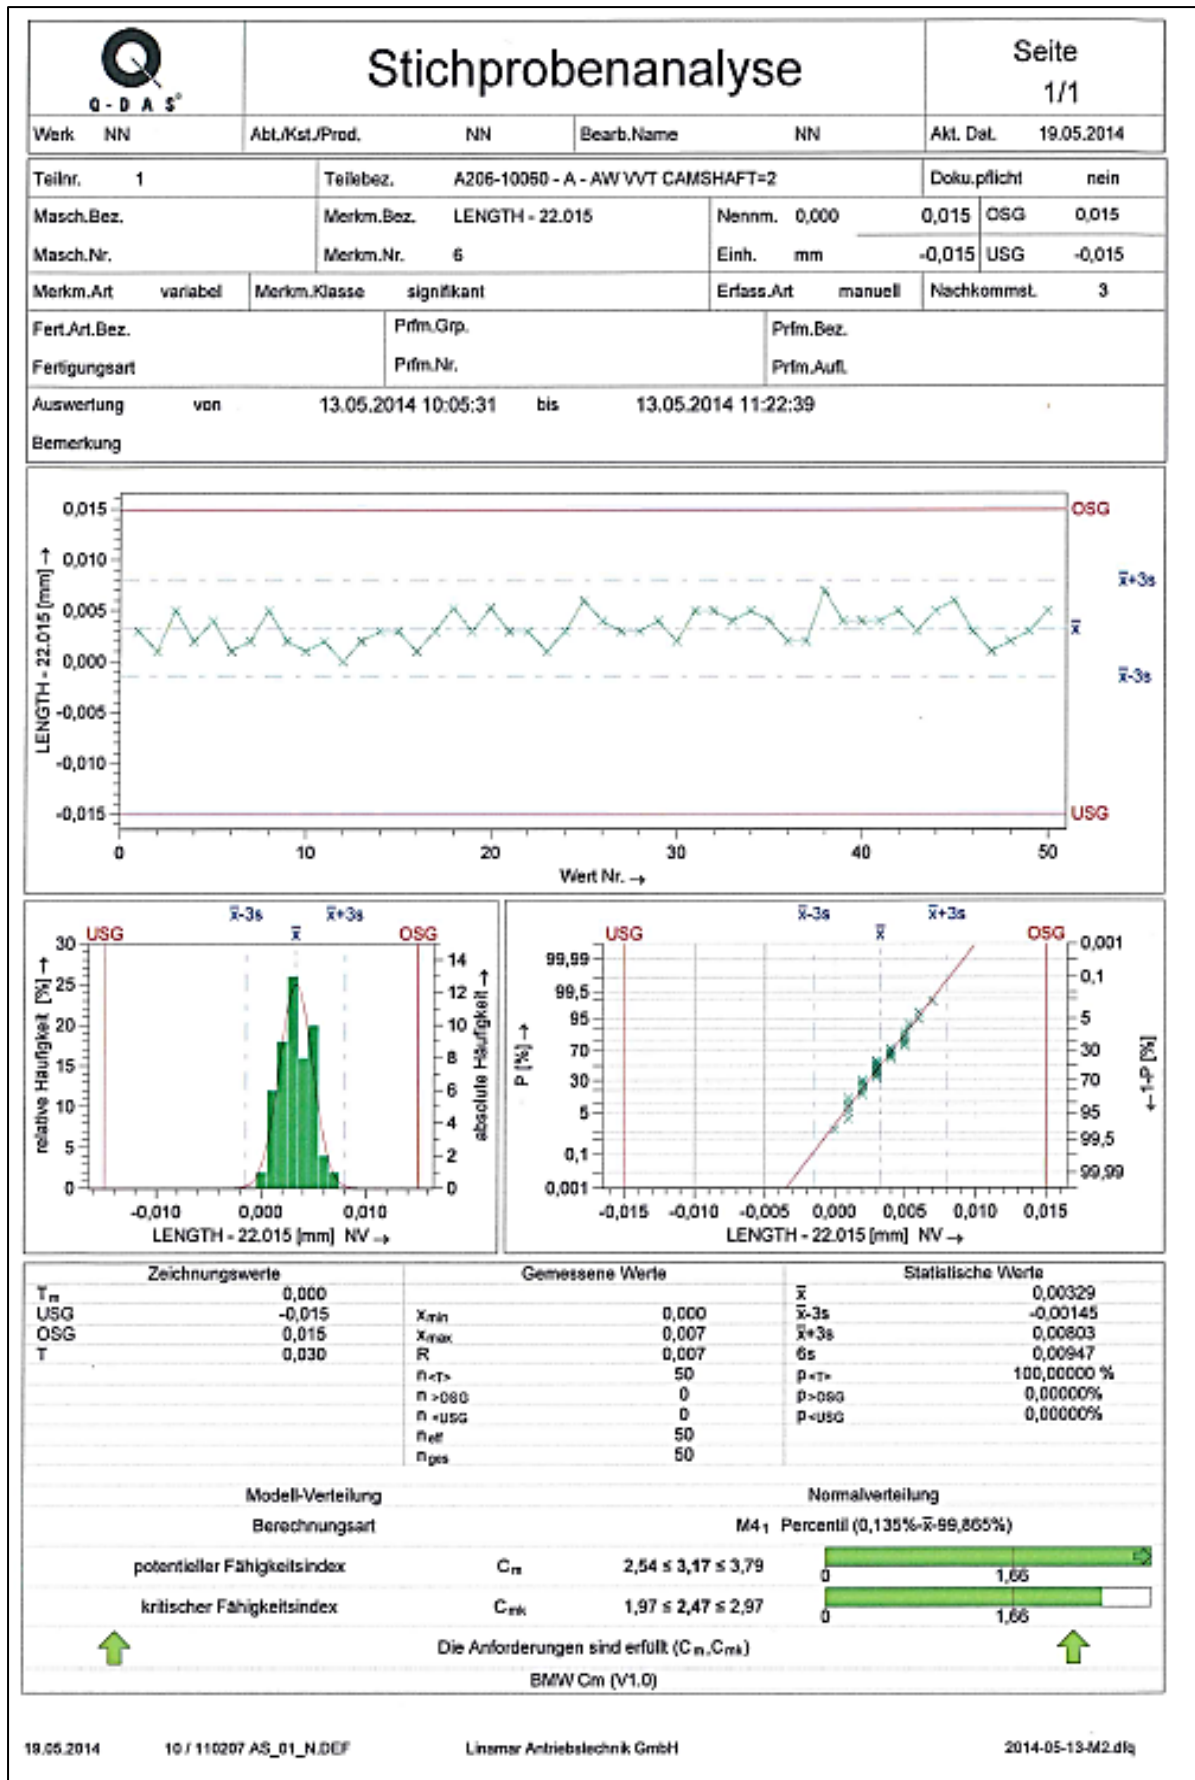 Q-DAS®
Stichprobenanalyse
Seite
1/1
Werk NN Abt./Kst./Prod. NN Bearb.Name NN Akt. Dat. 19.05.2014
Teilnr. 1 Teilebez. A206-10060 - A - AW VVT CAMSHAFT=2 Doku.pflicht nein
Masch.Bez. Merkm.Bez. LENGTH - 22.015 Nennm. 0,000 0,015 OSG 0,015
Masch.Nr. Merkm.Nr. 6 Einh. mm -0,015 USG -0,015
Merkm.Art variabel Merkm.Klasse signifikant Erfass.Art manuell Nachkommst. 3
Fert.Art.Bez. Prfm.Grp. Prfm.Bez.
Fertigungsart Prfm.Nr. Prfm.Aufl.
Auswertung von 13.05.2014 10:05:31 bis 13.05.2014 11:22:39
Bemerkung
LENGTH - 22.015 [mm] →
0,015 OSG
0,010
x̄+3s
0,005
x̄
0,000
x̄-3s
-0,005
-0,010
-0,015 USG
0 10 20 30 40 50
Wert Nr. →
x̄-3s x̄+3s
USG x̄ OSG
relative Häufigkeit [%] →
30
25
20
15
10
5
0
14
12
10
8
6
4
2
0
absolute Häufigkeit →
-0,010 0,000 0,010
LENGTH - 22.015 [mm] NV →
x̄-3s x̄+3s
USG x̄ OSG
P [%] →
99,99
99,5
95
70
30
5
0,1
0,001
0,001
0,1
5
30
70
95
99,5
99,99
←1-P [%]
-0,015 -0,010 -0,005 0,000 0,005 0,010 0,015
LENGTH - 22.015 [mm] NV →
Zeichnungswerte Gemessene Werte Statistische Werte
Tm 0,000 x̄ 0,00329
USG -0,015 xmin 0,000 x̄-3s -0,00145
OSG 0,015 xmax 0,007 x̄+3s 0,00803
T 0,030 R 0,007 6s 0,00947
n<T> 50 p<T> 100,00000 %
n>OSG 0 p>OSG 0,00000%
n<USG 0 p<USG 0,00000%
neff 50
nges 50
Modell-Verteilung Normalverteilung
Berechnungsart M41 Percentil (0,135%-x̄-99,865%)
potentieller Fähigkeitsindex Cm 2,54 ≤ 3,17 ≤ 3,79
0 1,66
kritischer Fähigkeitsindex Cmk 1,97 ≤ 2,47 ≤ 2,97
0 1,66
Die Anforderungen sind erfüllt (Cm,Cmk)
BMW Cm (V1.0)
19.05.2014 10 / 110207 AS_01_N.DEF Linamar Antriebstechnik GmbH 2014-05-13-M2.dfq